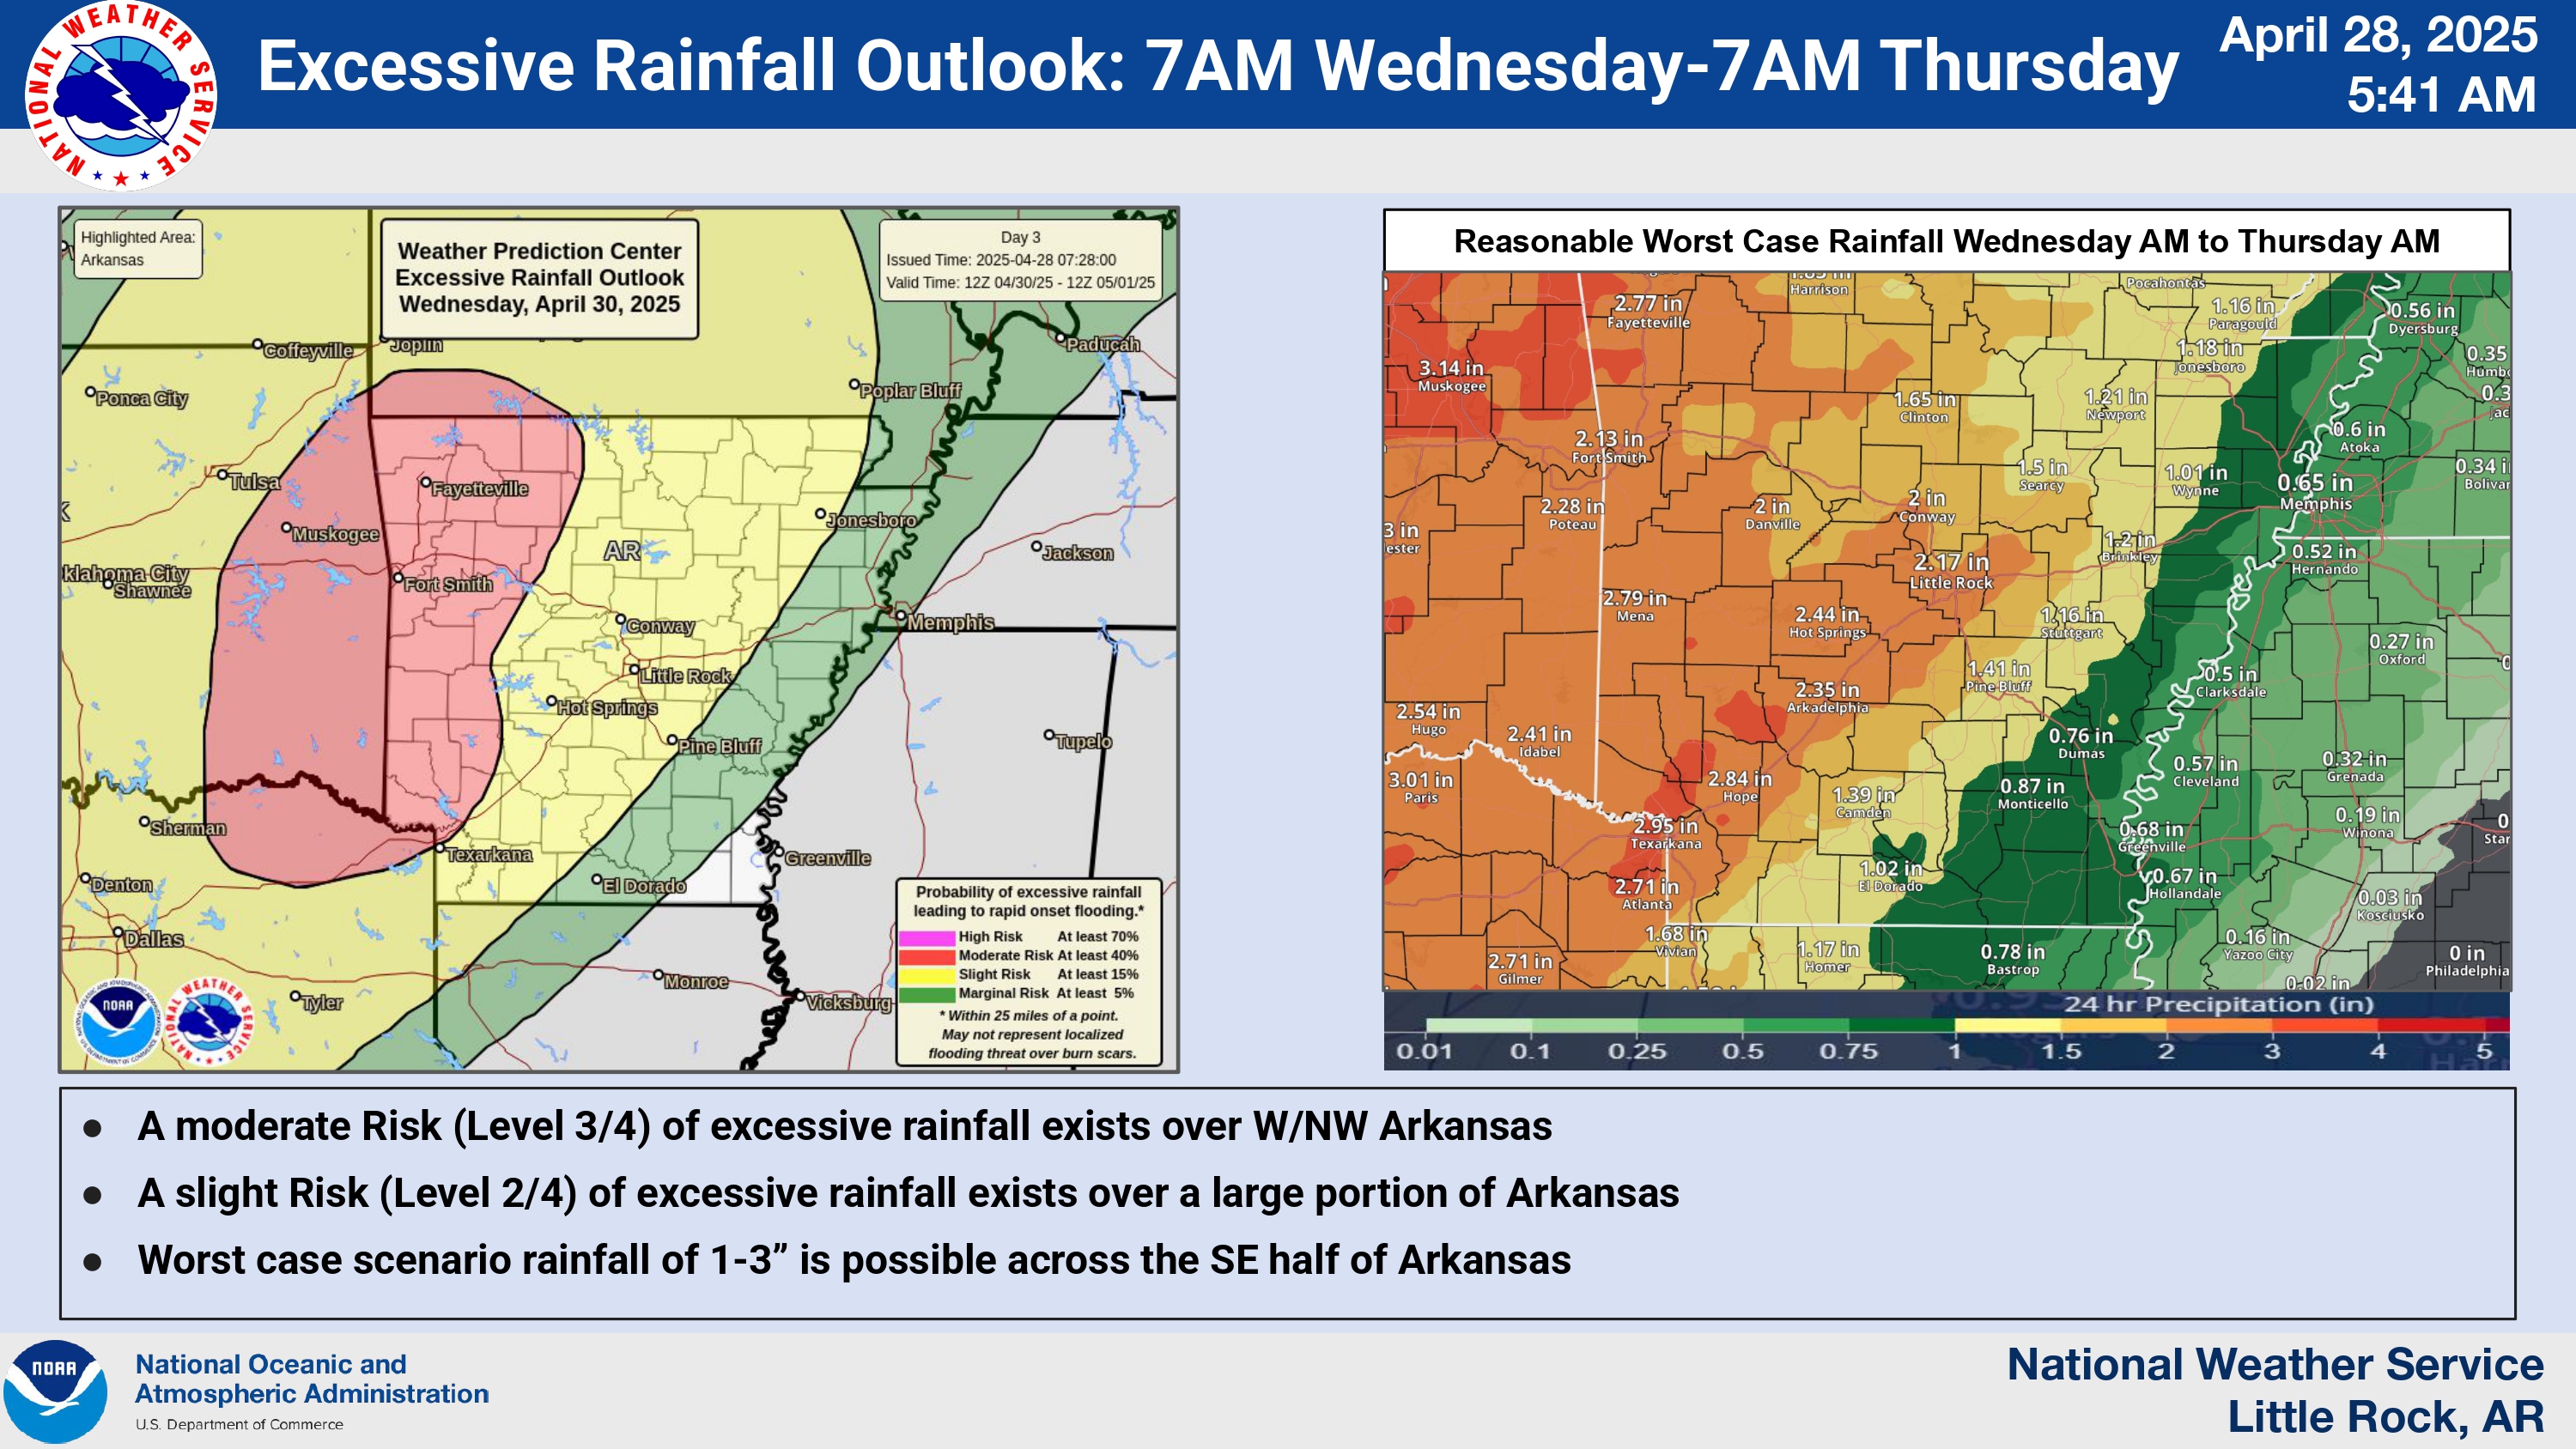 NATIONAL WEATHER SERVICE
Excessive Rainfall Outlook: 7AM Wednesday-7AM Thursday
April 28, 2025
5:41 AM
Highlighted Area:
Arkansas
Weather Prediction Center
Excessive Rainfall Outlook
Wednesday, April 30, 2025
Day 3
Issued Time: 2025-04-28 07:28:00
Valid Time: 12Z 04/30/25 - 12Z 05/01/25
Coffeyville
Joplin
Paducah
Ponca City
Poplar Bluff
Tulsa
Fayetteville
Muskogee
Jonesboro
AR
Jackson
klahoma City
Shawnee
Fort Smith
Conway
Memphis
Little Rock
Hot Springs
Pine Bluff
Tupelo
Sherman
Texarkana
Greenville
Denton
El Dorado
Dallas
Monroe
Tyler
Vicksburg
NOAA
NATIONAL WEATHER SERVICE
Probability of excessive rainfall
leading to rapid onset flooding.*
High Risk At least 70%
Moderate Risk At least 40%
Slight Risk At least 15%
Marginal Risk At least 5%
* Within 25 miles of a point.
May not represent localized
flooding threat over burn scars.
Reasonable Worst Case Rainfall Wednesday AM to Thursday AM
2.77 in
Fayetteville
Harrison
Pocahontas
1.16 in
Paragould
0.56 in
Dyersburg
3.14 in
Muskogee
1.18 in
Jonesboro
0.35
Humb
1.65 in
Clinton
1.21 in
Newport
0.3
Jac
2.13 in
Fort Smith
0.6 in
Atoka
1.5 in
Searcy
1.01 in
Wynne
0.65 in
Memphis
0.34 i
Bolivar
2.28 in
Poteau
2 in
Danville
2 in
Conway
3 in
ester
1.2 in
Brinkley
0.52 in
Hernando
2.17 in
Little Rock
2.79 in
Mena
2.44 in
Hot Springs
1.16 in
Stuttgart
0.27 in
Oxford
1.41 in
Pine Bluff
0.5 in
Clarksdale
2.35 in
Arkadelphia
2.54 in
Hugo
2.41 in
Idabel
0.76 in
Dumas
0.57 in
Cleveland
0.32 in
Grenada
3.01 in
Paris
2.84 in
Hope
1.39 in
Camden
0.87 in
Monticello
0.19 in
Winona
0
Star
2.95 in
Texarkana
0.68 in
Greenville
1.02 in
El Dorado
0.67 in
Hollandale
2.71 in
Atlanta
0.03 in
Kosciusko
1.68 in
Vivian
1.17 in
Homer
0.78 in
Bastrop
0.16 in
Yazoo City
0 in
Philadelphia
2.71 in
Gilmer
0.02 in
24 hr Precipitation (in)
0.01 0.1 0.25 0.5 0.75 1 1.5 2 3 4 5
● A moderate Risk (Level 3/4) of excessive rainfall exists over W/NW Arkansas
● A slight Risk (Level 2/4) of excessive rainfall exists over a large portion of Arkansas
● Worst case scenario rainfall of 1-3” is possible across the SE half of Arkansas
NOAA
National Oceanic and
Atmospheric Administration
U.S. Department of Commerce
National Weather Service
Little Rock, AR